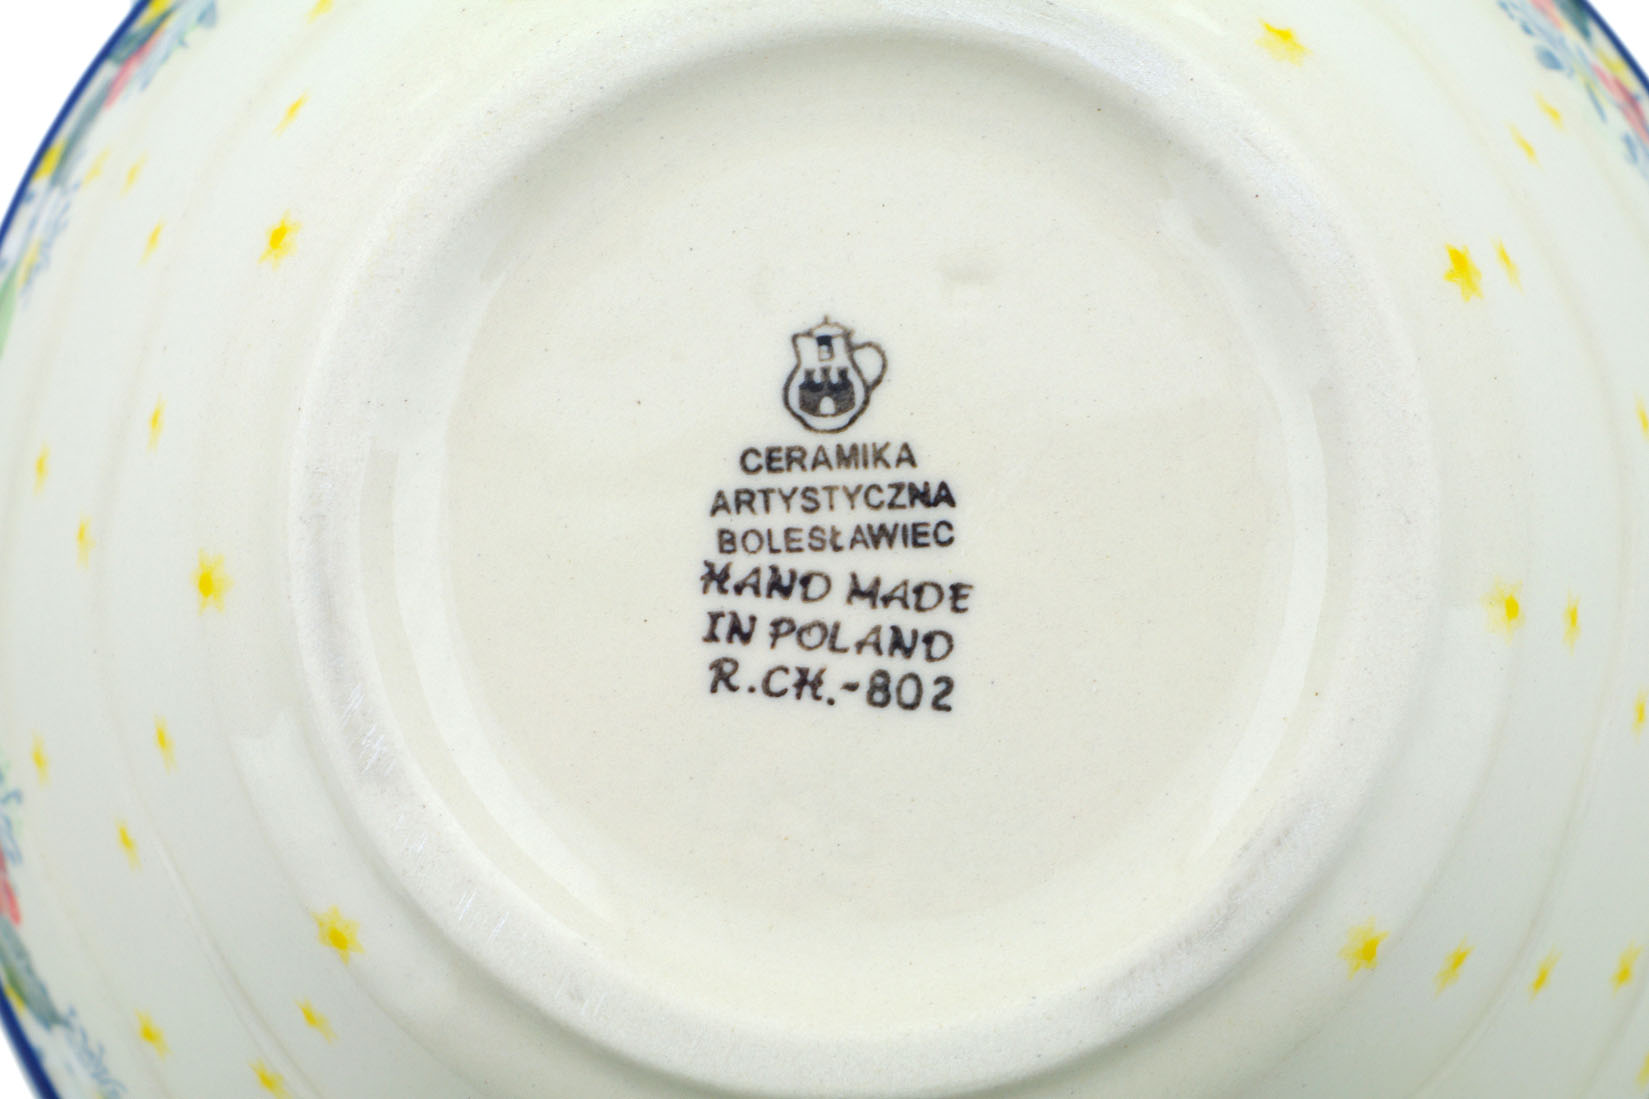 CERAMIKA
ARTYSTYCZNA
BOLESŁAWIEC
HAND MADE
IN POLAND
R.CH.-802